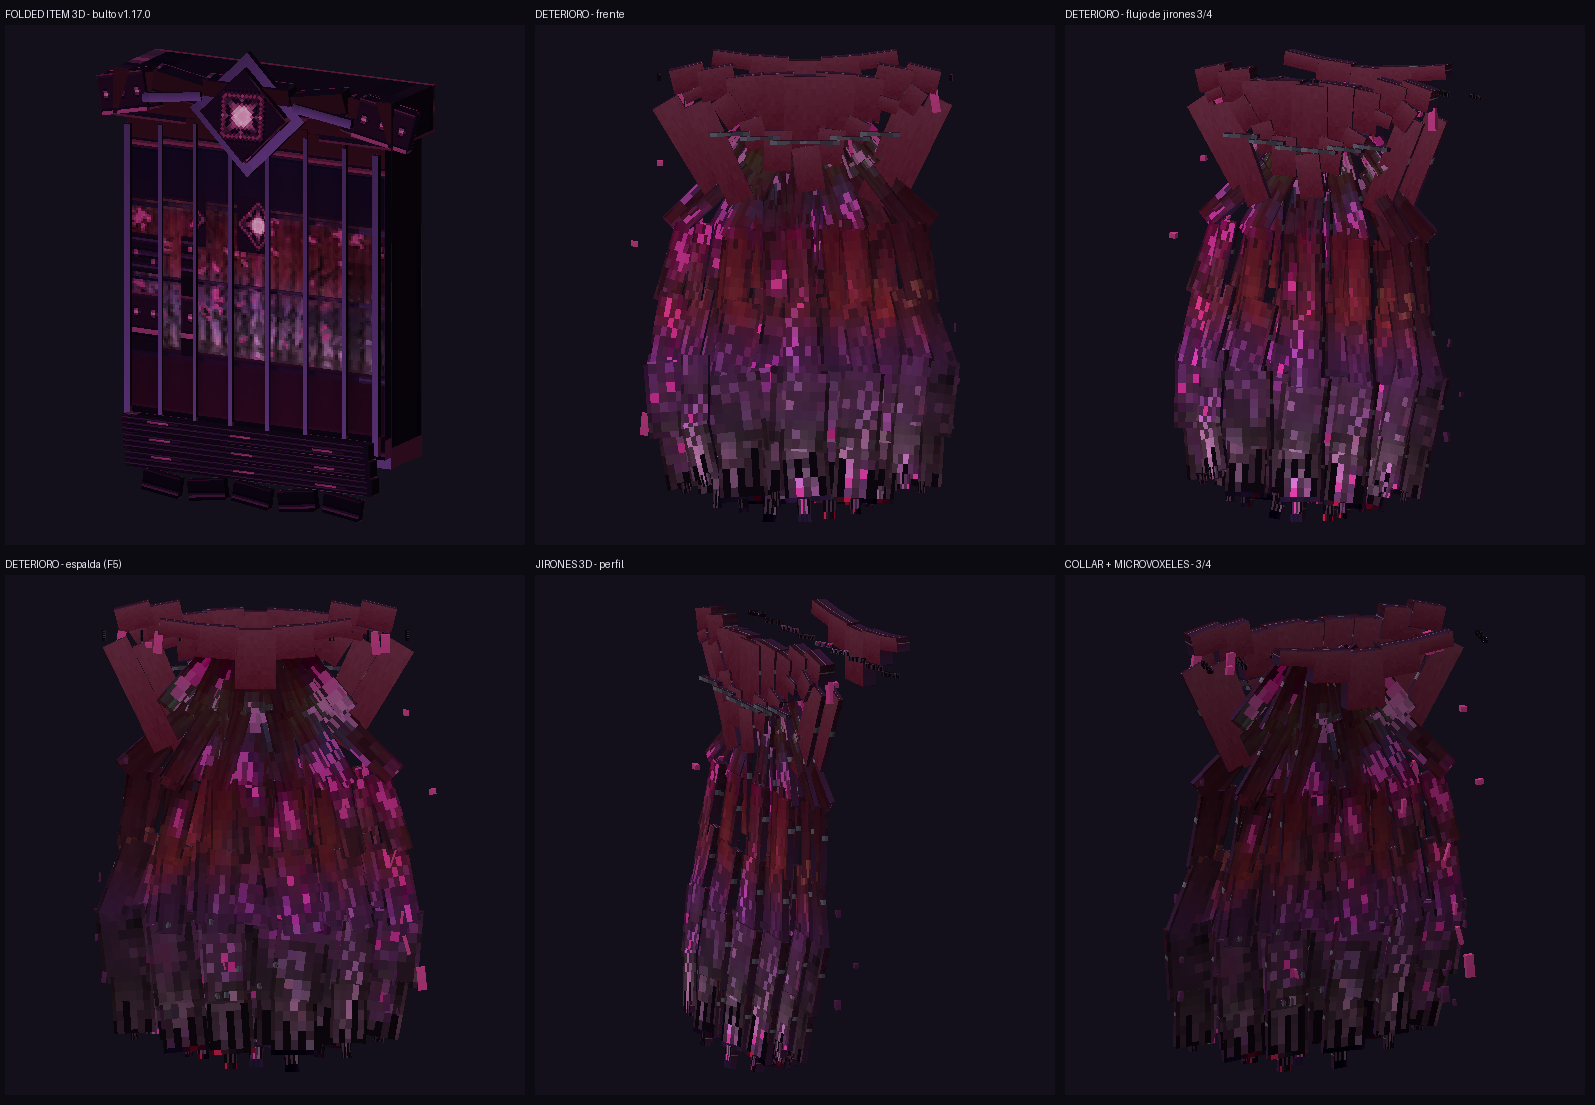 FOLDED ITEM 3D - bulto v1.17.0
DETERIORO - frente
DETERIORO - flujo de jirones 3/4
DETERIORO - espalda (F5)
JIRONES 3D - perfil
COLLAR + MICROVOXELES - 3/4